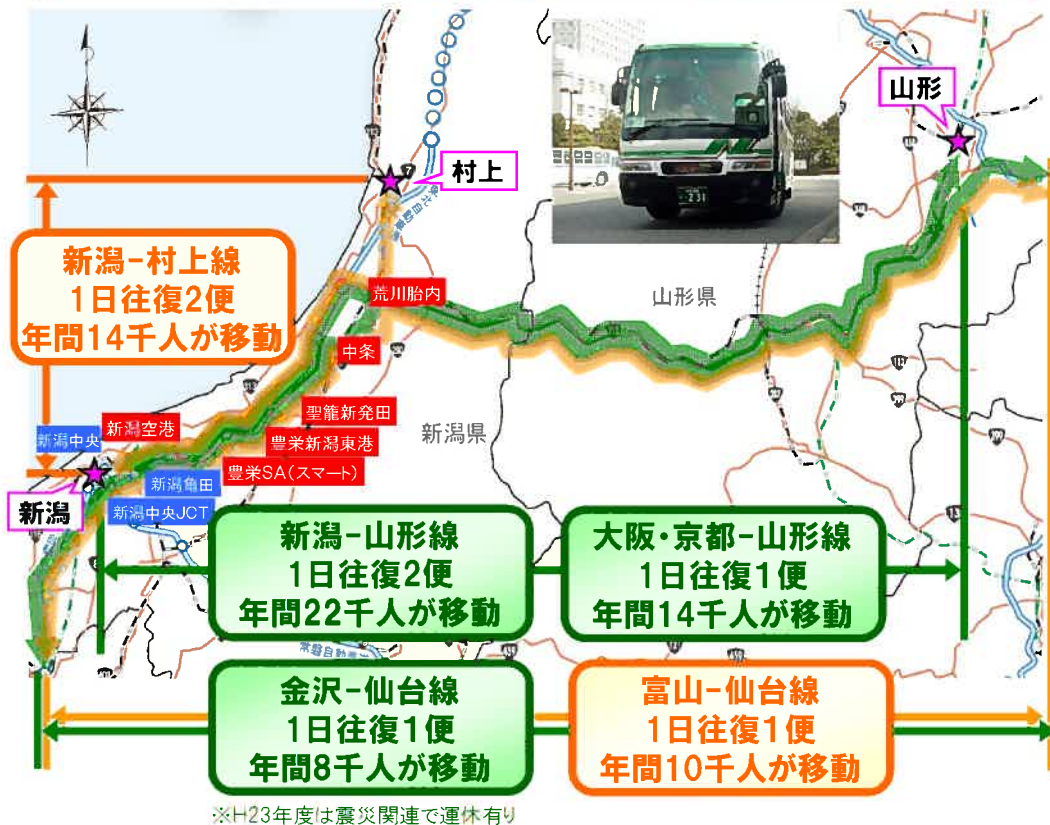 村上
山形
231
新潟-村上線
1日往復2便
年間14千人が移動
荒川胎内
山形県
中条
聖籠新発田
新潟県
新潟中央
新潟空港
豊栄新潟東港
豊栄SA(スマート)
新潟亀田
新潟
新潟中央JCT
新潟-山形線
1日往復2便
年間22千人が移動
大阪・京都-山形線
1日往復1便
年間14千人が移動
金沢-仙台線
1日往復1便
年間8千人が移動
富山-仙台線
1日往復1便
年間10千人が移動
※H23年度は震災関連で運休有り